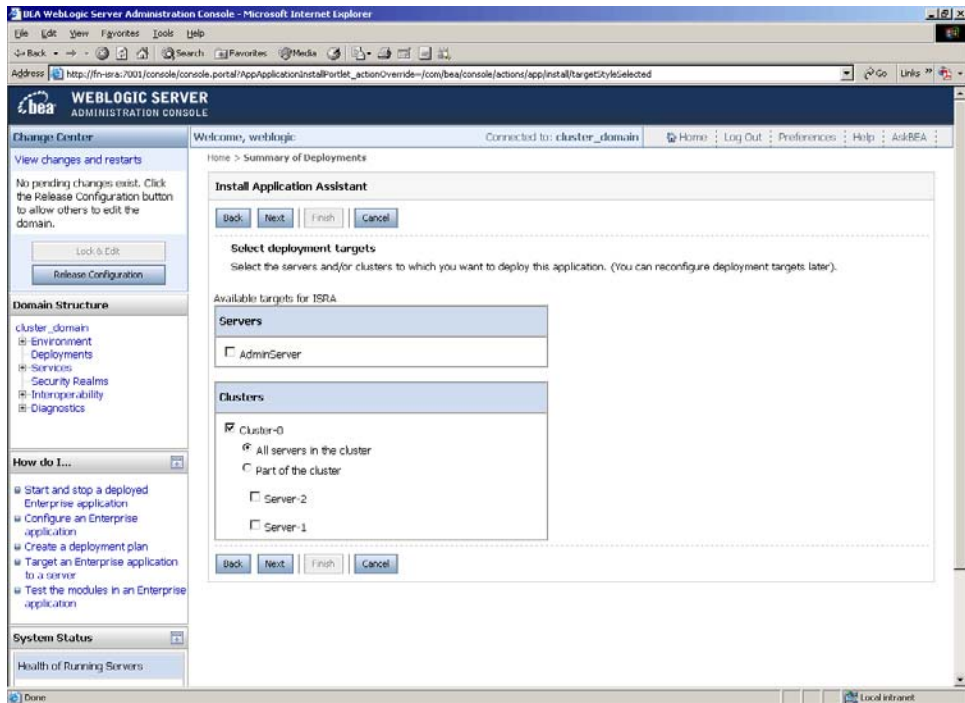 BEA WebLogic Server Administration Console - Microsoft Internet Explorer
File Edit View Favorites Tools Help
Back Search Favorites Media
Address http://fn-isra:7001/console/console.portal?AppApplicationInstallPortlet_actionOverride=/com/bea/console/actions/app/install/targetStyleSelected Go Links
bea WEBLOGIC SERVER
ADMINISTRATION CONSOLE
Change Center
View changes and restarts
No pending changes exist. Click
the Release Configuration button
to allow others to edit the
domain.
Lock & Edit
Release Configuration
Domain Structure
cluster_domain
Environment
Deployments
Services
Security Realms
Interoperability
Diagnostics
How do I...
Start and stop a deployed
Enterprise application
Configure an Enterprise
application
Create a deployment plan
Target an Enterprise application
to a server
Test the modules in an Enterprise
application
System Status
Health of Running Servers
Welcome, weblogic Connected to: cluster_domain Home Log Out Preferences Help AskBEA
Home > Summary of Deployments
Install Application Assistant
Back Next Finish Cancel
Select deployment targets
Select the servers and/or clusters to which you want to deploy this application. (You can reconfigure deployment targets later).
Available targets for ISRA
Servers
AdminServer
Clusters
Cluster-0
All servers in the cluster
Part of the cluster
Server-2
Server-1
Back Next Finish Cancel
Done Local intranet